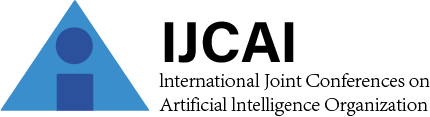 IJCAI
International Joint Conferences on
Artificial Intelligence Organization